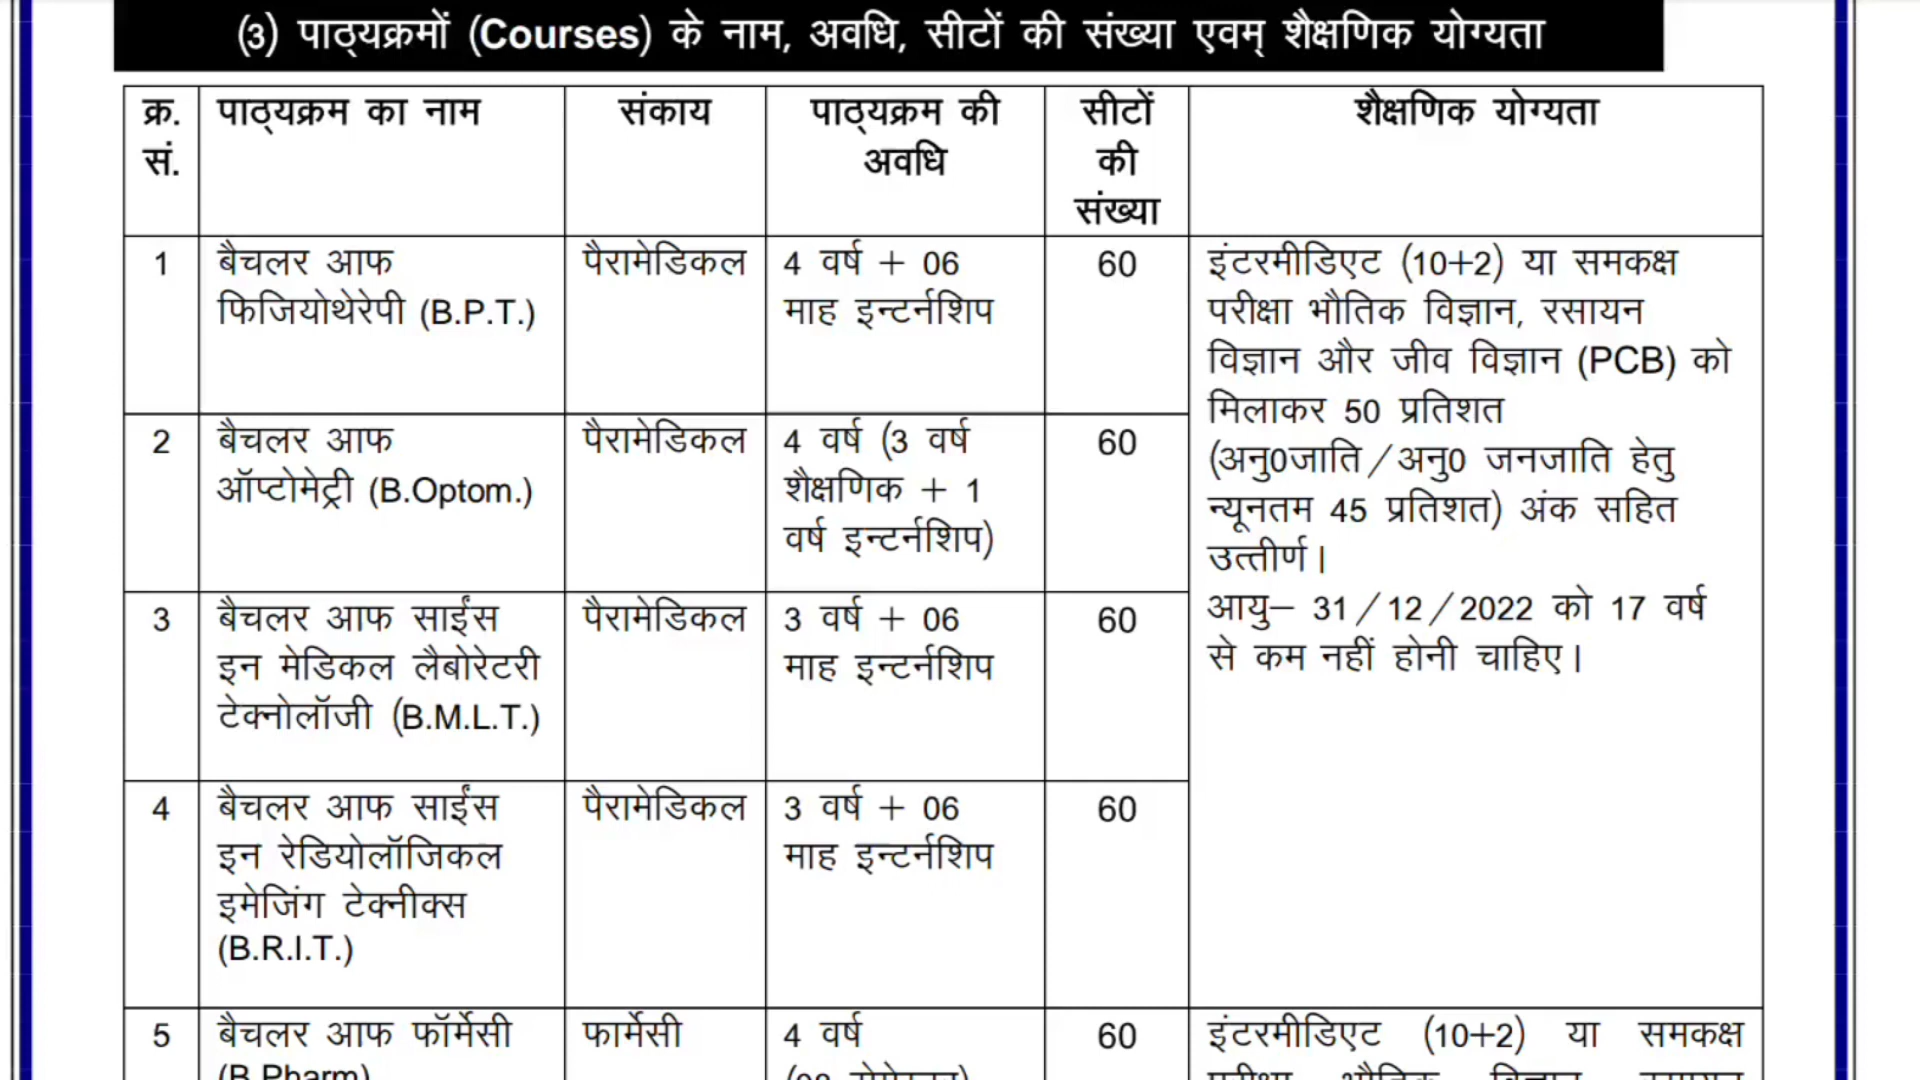 (3) पाठ्यक्रमों (Courses) के नाम, अवधि, सीटों की संख्या एवम् शैक्षणिक योग्यता
क्र. सं.
पाठ्यक्रम का नाम
संकाय
पाठ्यक्रम की
अवधि
सीटों
की
संख्या
शैक्षणिक योग्यता
1
बैचलर आफ
फिजियोथेरेपी (B.P.T.)
पैरामेडिकल
4 वर्ष + 06
माह इन्टर्नशिप
60
इंटरमीडिएट (10+2) या समकक्ष
परीक्षा भौतिक विज्ञान, रसायन
विज्ञान और जीव विज्ञान (PCB) को
मिलाकर 50 प्रतिशत
(अनु0जाति/अनु0 जनजाति हेतु
न्यूनतम 45 प्रतिशत) अंक सहित
उत्तीर्ण।
आयु– 31/12/2022 को 17 वर्ष
से कम नहीं होनी चाहिए।
2
बैचलर आफ
ऑप्टोमेट्री (B.Optom.)
पैरामेडिकल
4 वर्ष (3 वर्ष
शैक्षणिक + 1
वर्ष इन्टर्नशिप)
60
3
बैचलर आफ साईंस
इन मेडिकल लैबोरेटरी
टेक्नोलॉजी (B.M.L.T.)
पैरामेडिकल
3 वर्ष + 06
माह इन्टर्नशिप
60
4
बैचलर आफ साईंस
इन रेडियोलॉजिकल
इमेजिंग टेक्नीक्स
(B.R.I.T.)
पैरामेडिकल
3 वर्ष + 06
माह इन्टर्नशिप
60
5
बैचलर आफ फॉर्मेसी
(B.Pharm)
फार्मेसी
4 वर्ष
60
इंटरमीडिएट (10+2) या समकक्ष
परीक्षा भौतिक विज्ञान रसायन